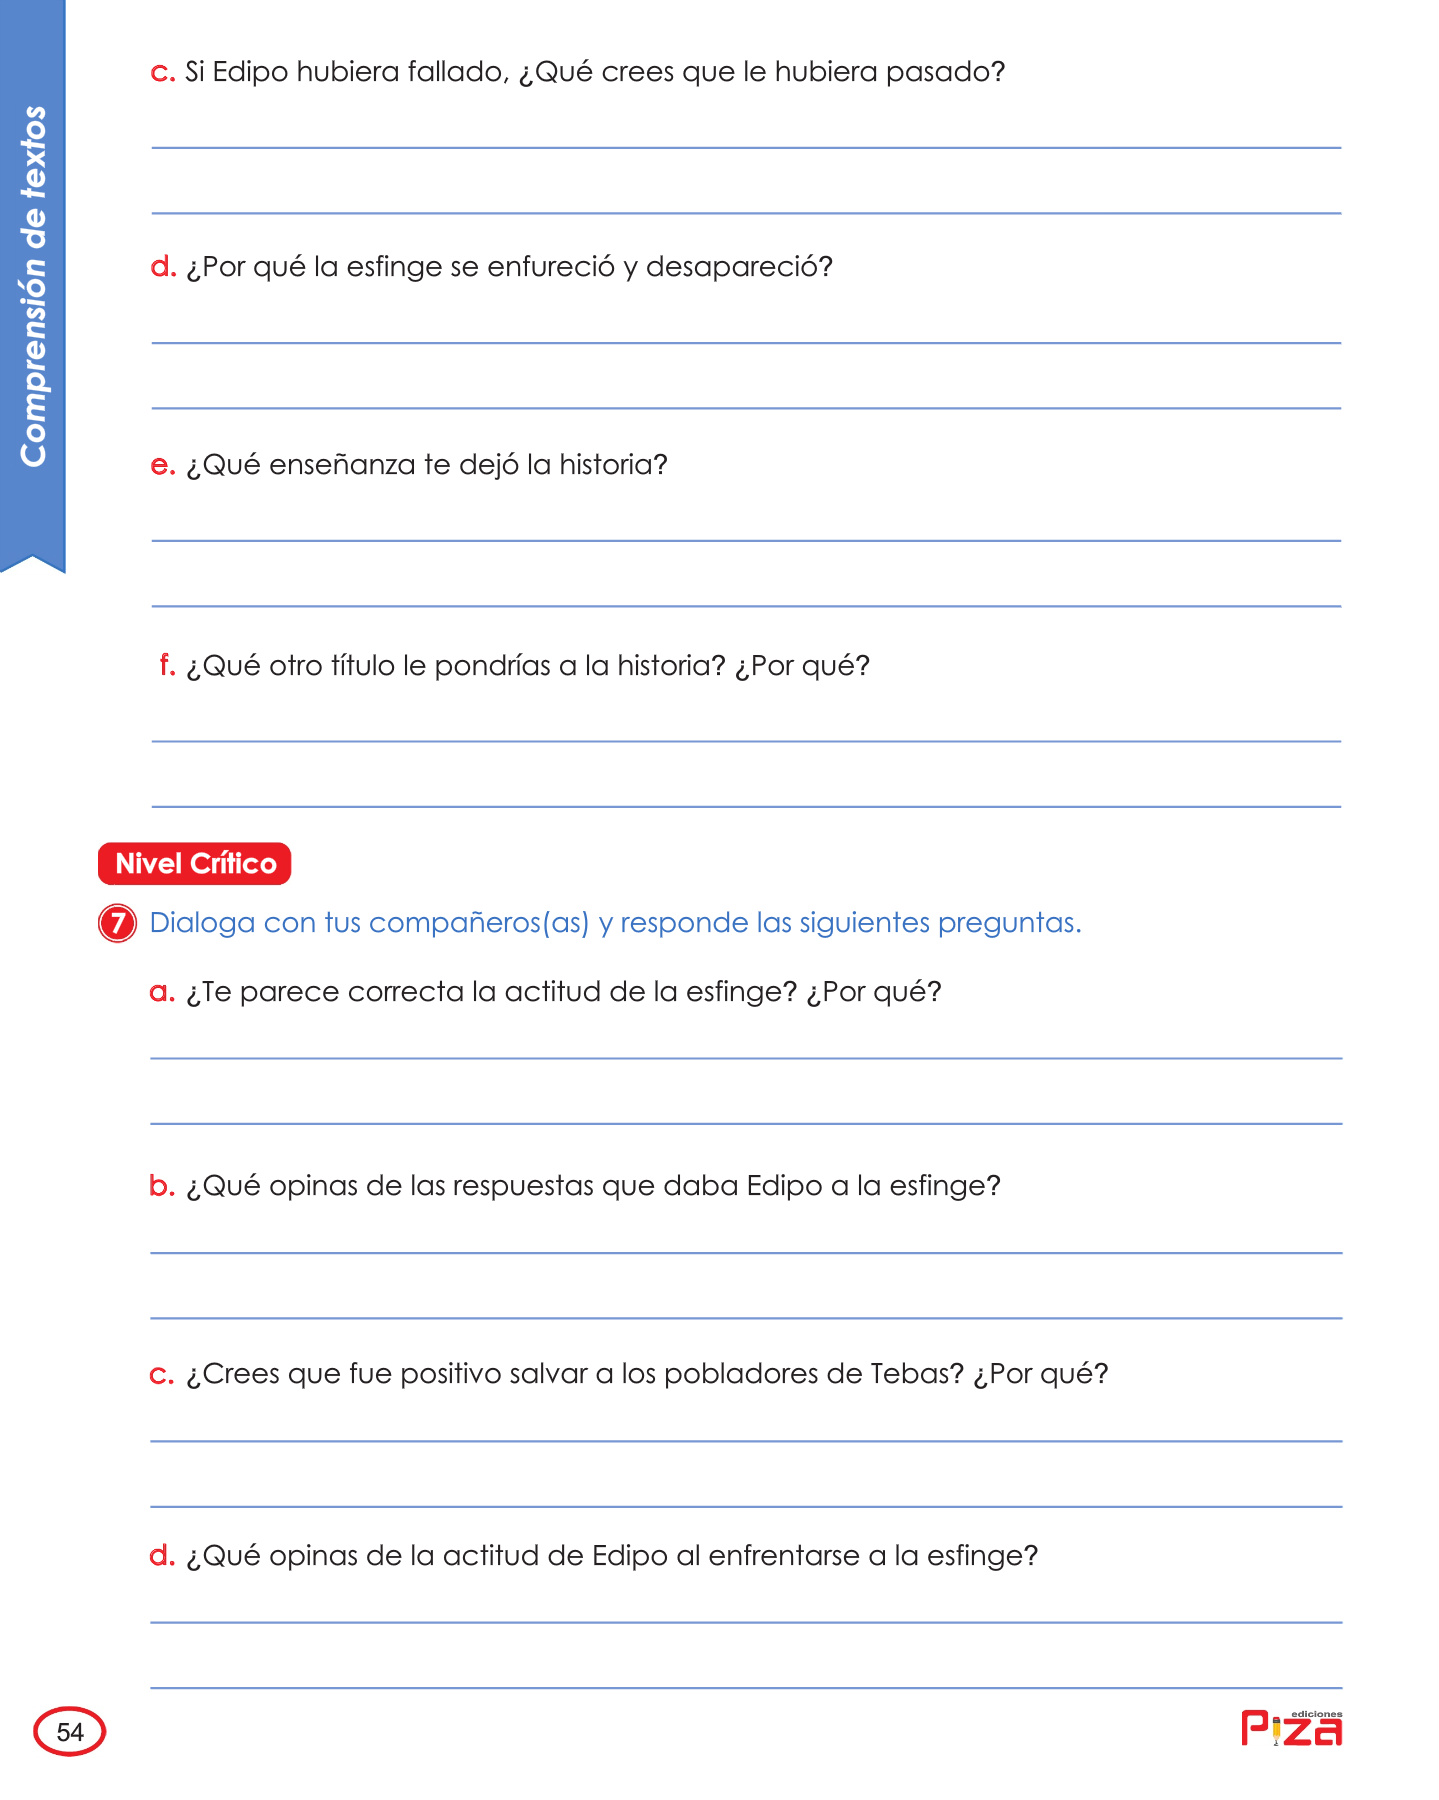 Comprensión de textos
c. Si Edipo hubiera fallado, ¿Qué crees que le hubiera pasado?
d. ¿Por qué la esfinge se enfureció y desapareció?
e. ¿Qué enseñanza te dejó la historia?
f. ¿Qué otro título le pondrías a la historia? ¿Por qué?
Nivel Crítico
7 Dialoga con tus compañeros(as) y responde las siguientes preguntas.
a. ¿Te parece correcta la actitud de la esfinge? ¿Por qué?
b. ¿Qué opinas de las respuestas que daba Edipo a la esfinge?
c. ¿Crees que fue positivo salvar a los pobladores de Tebas? ¿Por qué?
d. ¿Qué opinas de la actitud de Edipo al enfrentarse a la esfinge?
54
ediciones
Piza